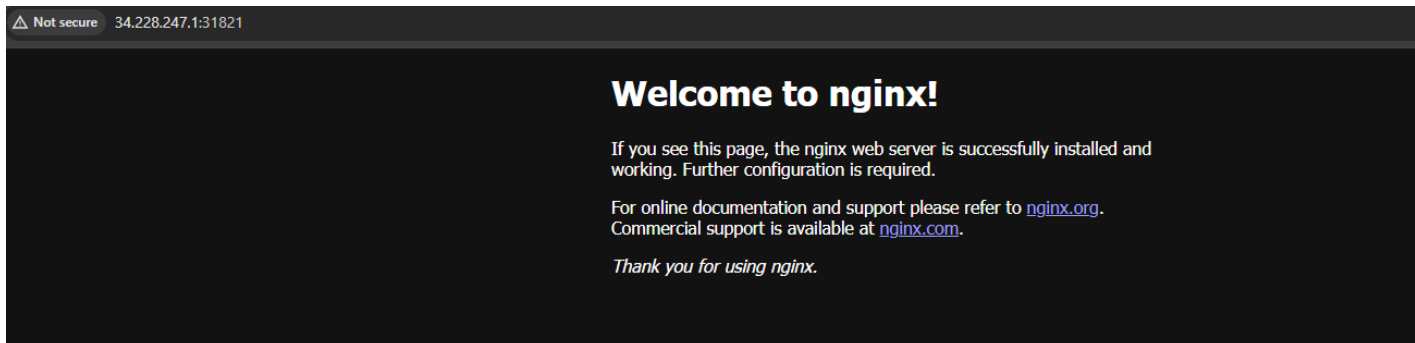 Not secure 34.228.247.1:31821
Welcome to nginx!
If you see this page, the nginx web server is successfully installed and
working. Further configuration is required.
For online documentation and support please refer to nginx.org.
Commercial support is available at nginx.com.
Thank you for using nginx.